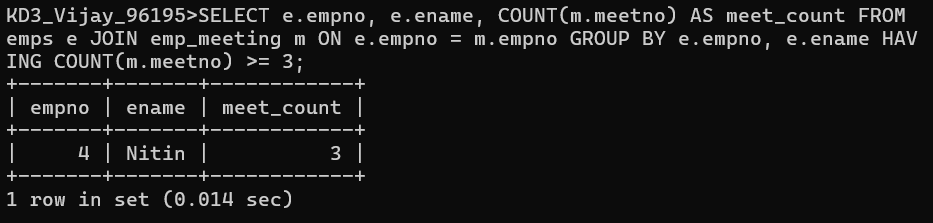 KD3_Vijay_96195>SELECT e.empno, e.ename, COUNT(m.meetno) AS meet_count FROM
emps e JOIN emp_meeting m ON e.empno = m.empno GROUP BY e.empno, e.ename HAV
ING COUNT(m.meetno) >= 3;
+-------+-------+------------+
| empno | ename | meet_count |
+-------+-------+------------+
|     4 | Nitin |          3 |
+-------+-------+------------+
1 row in set (0.014 sec)